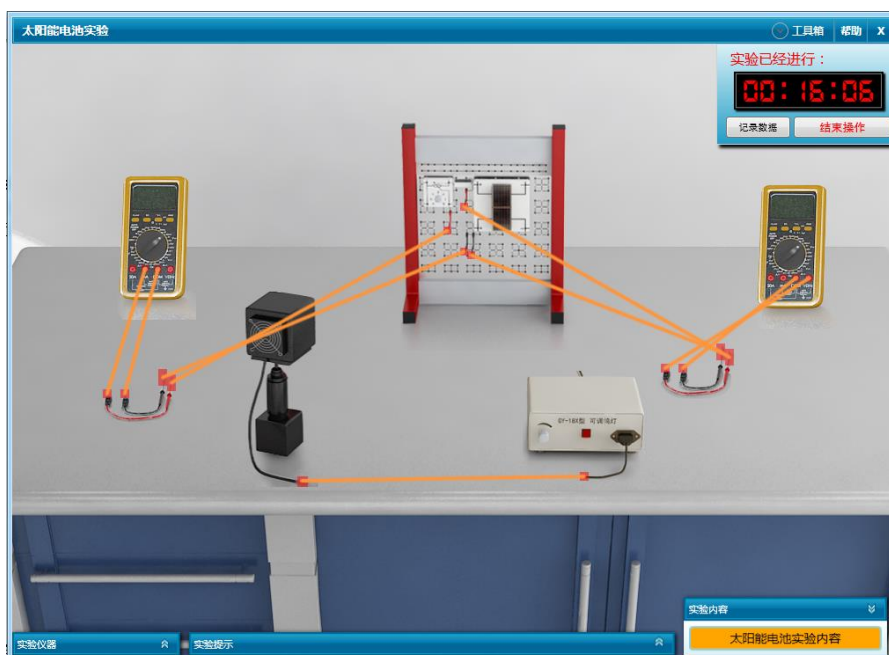 太阳能电池实验
工具箱 帮助 X
实验已经进行：
00:16:06
记录数据 结束操作
GY-18X型 可调氙灯
实验内容
太阳能电池实验内容
实验仪器
实验提示